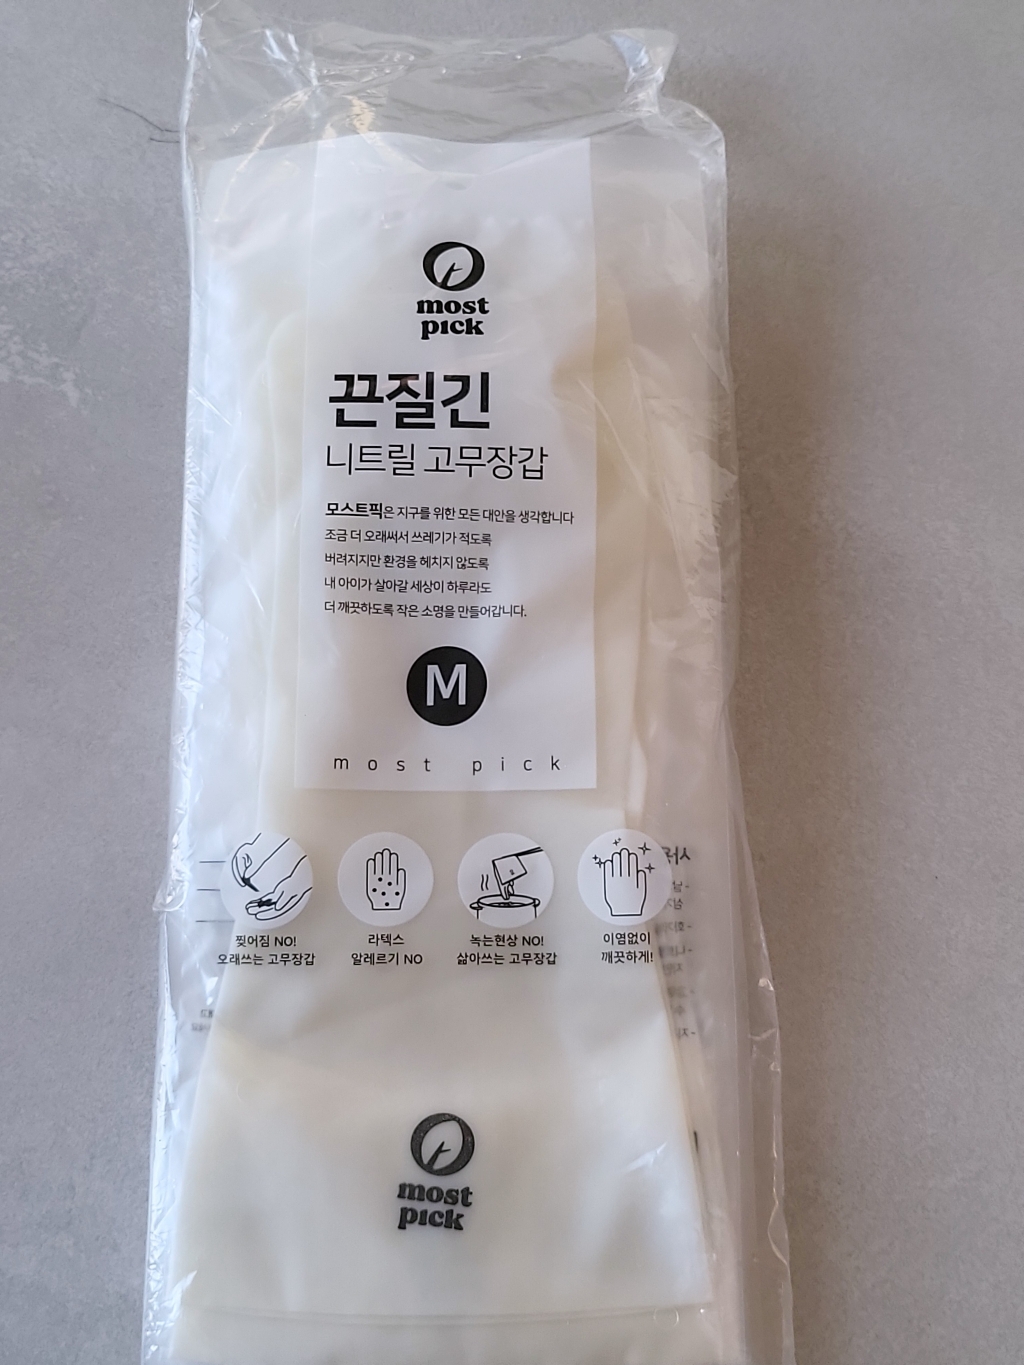 most
pick
끈질긴
니트릴 고무장갑
모스트픽은 지구를 위한 모든 대안을 생각합니다
조금 더 오래써서 쓰레기가 적도록
버려지지만 환경을 헤치지 않도록
내 아이가 살아갈 세상이 하루라도
더 깨끗하도록 작은 소명을 만들어갑니다.
M
most pick
찢어짐 NO!
오래쓰는 고무장갑
라텍스
알레르기 NO
녹는현상 NO!
삶아쓰는 고무장갑
이염없이
깨끗하게!
most
pick